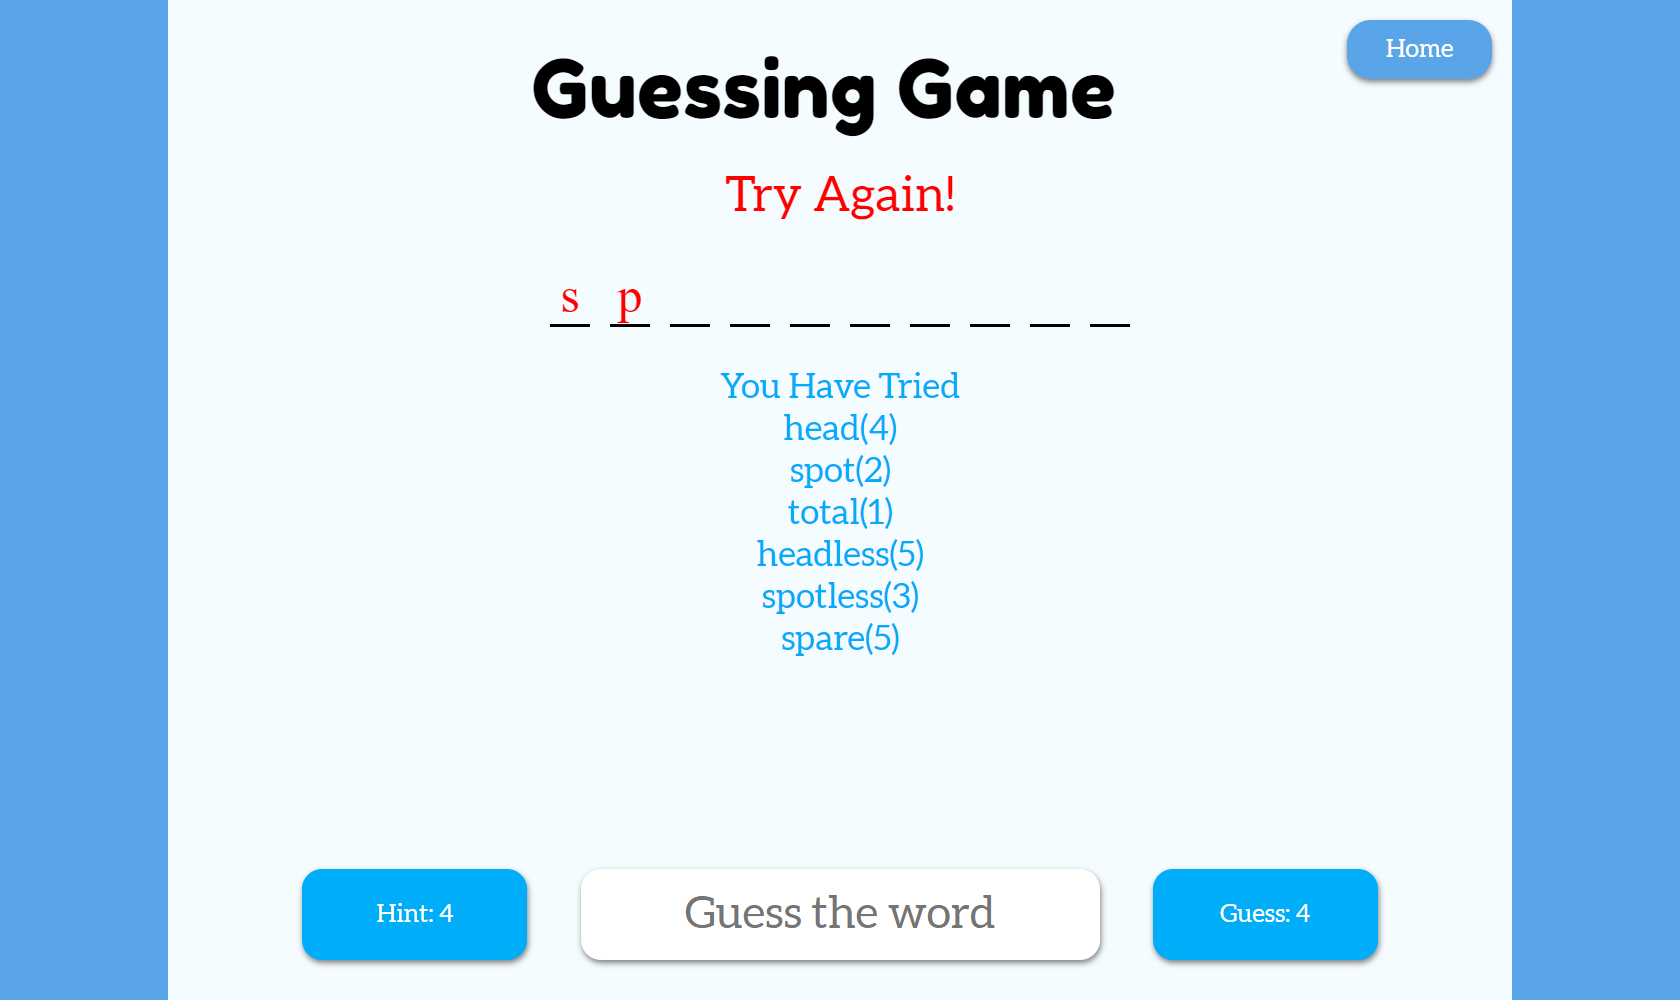 Home
Guessing Game
Try Again!
s p
You Have Tried
head(4)
spot(2)
total(1)
headless(5)
spotless(3)
spare(5)
Hint: 4
Guess the word
Guess: 4